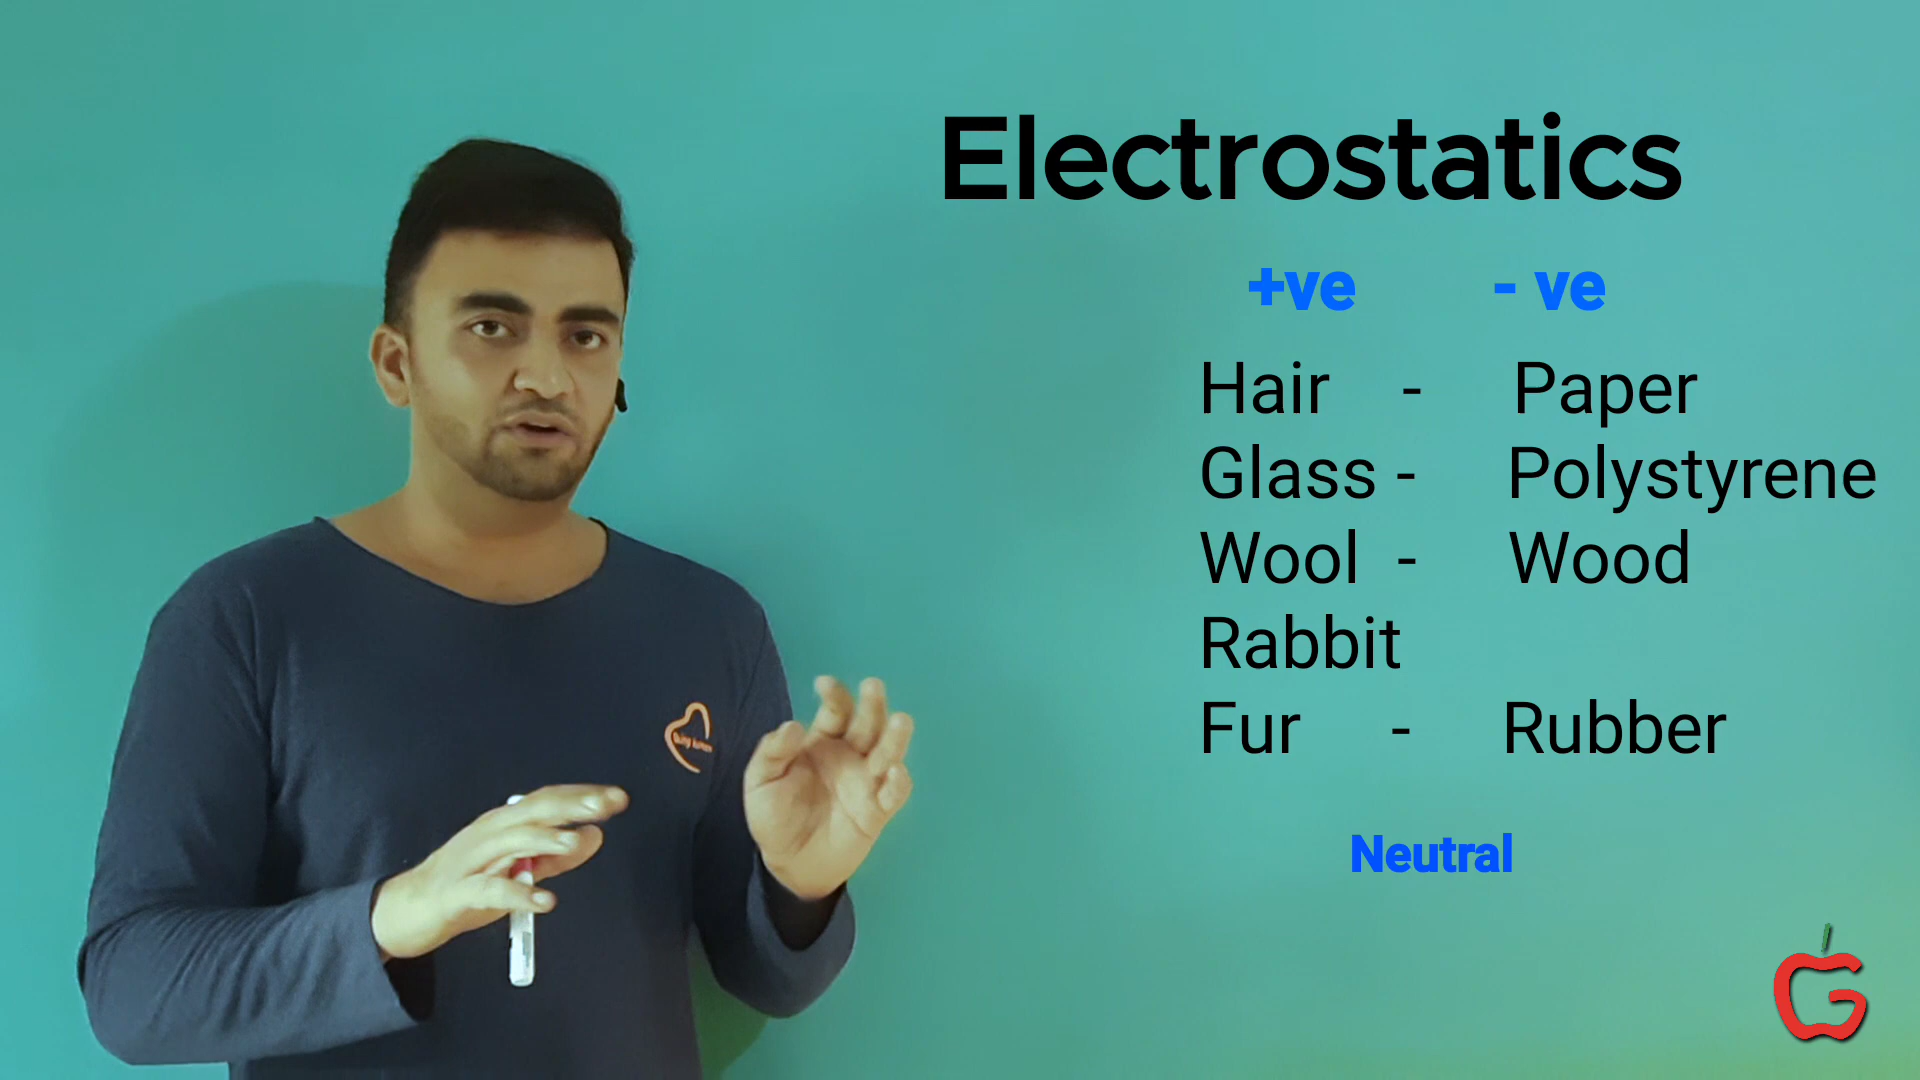 Electrostatics
+ve - ve
Hair - Paper
Glass - Polystyrene
Wool - Wood
Rabbit
Fur - Rubber
Neutral